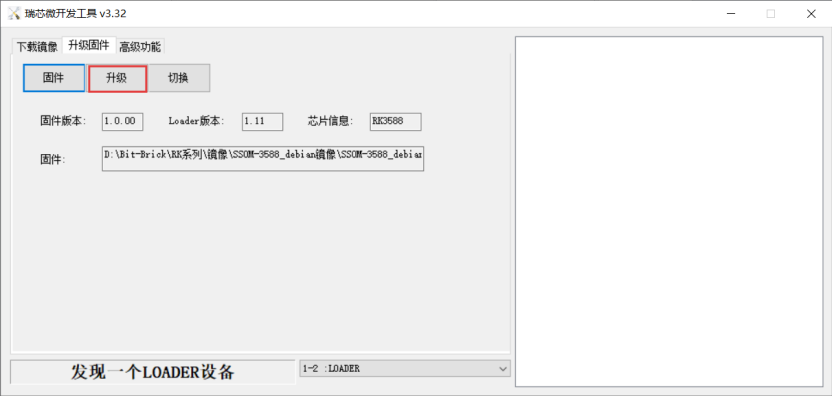 瑞芯微开发工具 v3.32
下载镜像 升级固件 高级功能
固件 升级 切换
固件版本: 1.0.00 Loader版本: 1.11 芯片信息: RK3588
固件: D:\Bit-Brick\RK系列\镜像\SSOM-3588_debian镜像\SSOM-3588_debian
发现一个LOADER设备 1-2 :LOADER